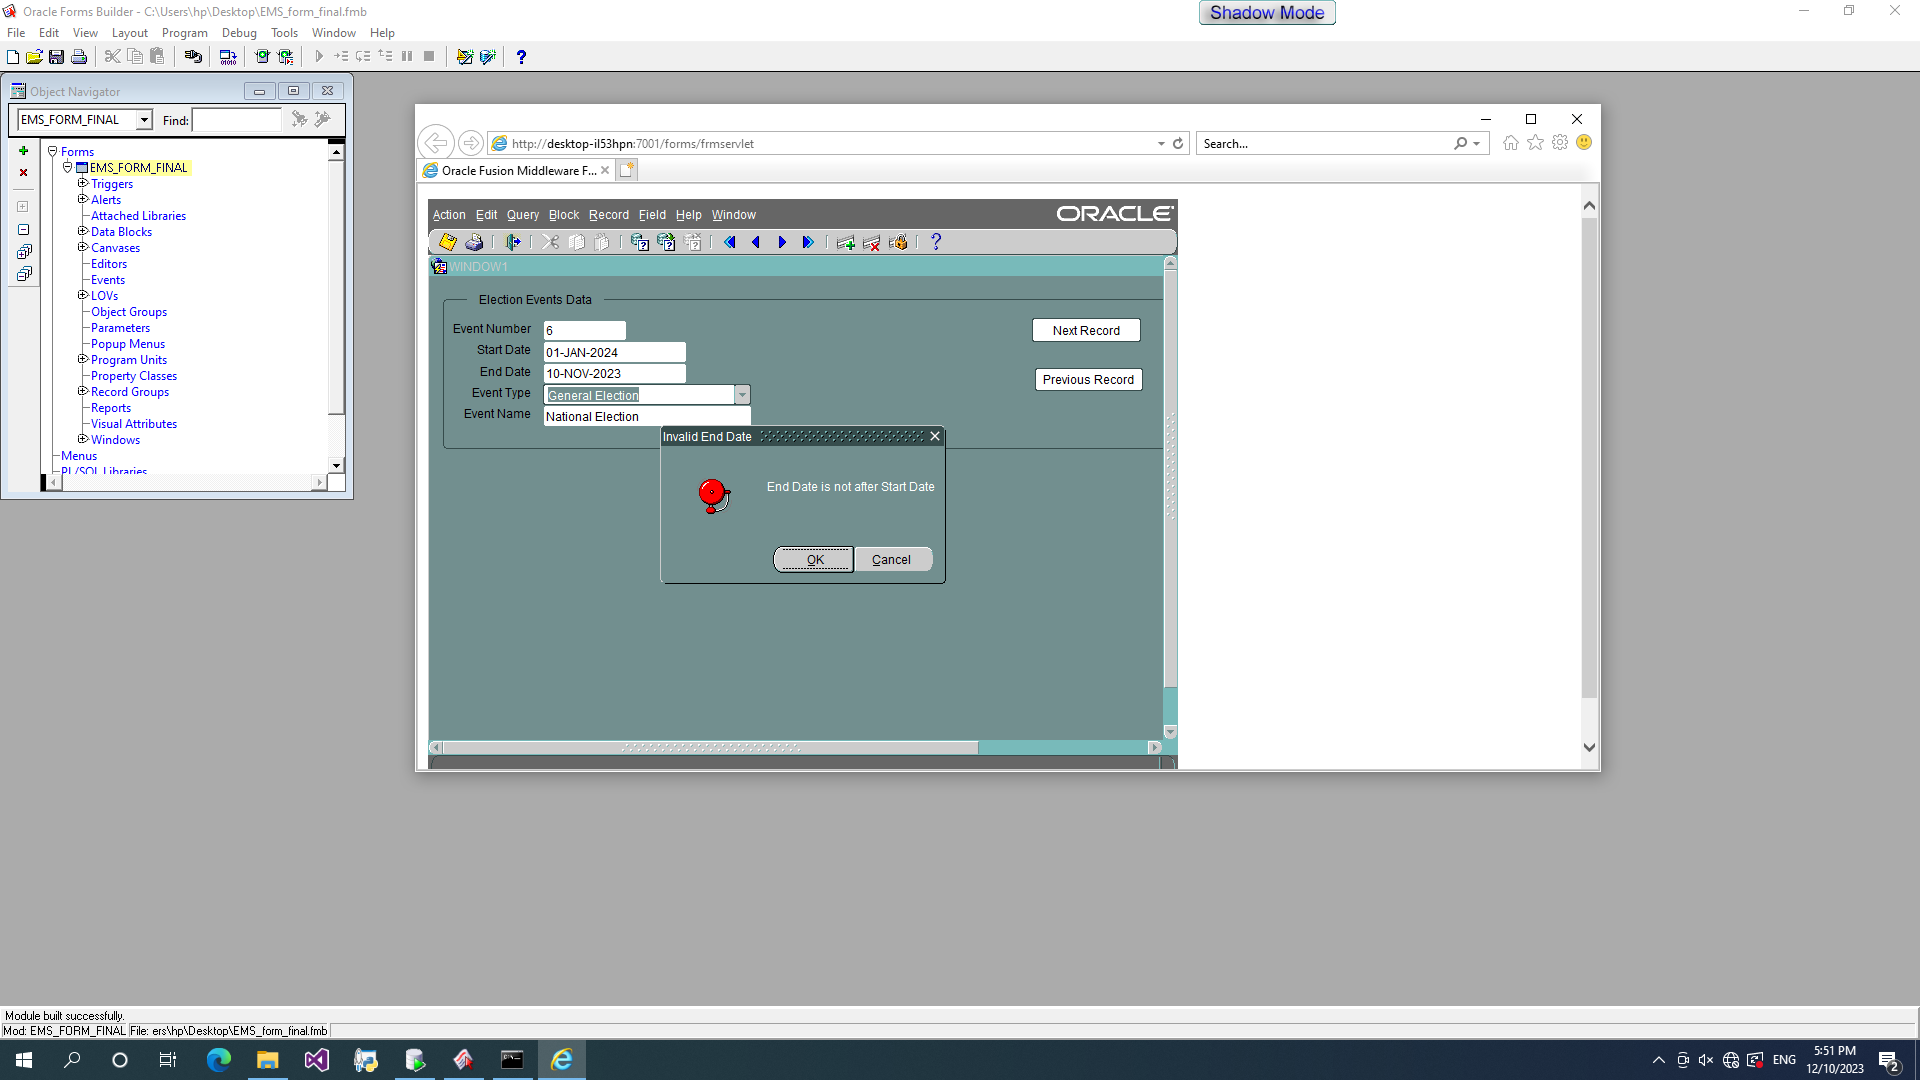 Oracle Forms Builder - C:\Users\hp\Desktop\EMS_form_final.fmb
Shadow Mode
File Edit View Layout Program Debug Tools Window Help
Object Navigator
EMS_FORM_FINAL
Find:
Forms
EMS_FORM_FINAL
Triggers
Alerts
Attached Libraries
Data Blocks
Canvases
Editors
Events
LOVs
Object Groups
Parameters
Popup Menus
Program Units
Property Classes
Record Groups
Reports
Visual Attributes
Windows
Menus
PL/SQL Libraries
http://desktop-il53hpn:7001/forms/frmservlet
Search...
Oracle Fusion Middleware F...
Action Edit Query Block Record Field Help Window
ORACLE
WINDOW1
Election Events Data
Event Number 6
Start Date 01-JAN-2024
End Date 10-NOV-2023
Event Type General Election
Event Name National Election
Next Record
Previous Record
Invalid End Date
End Date is not after Start Date
OK Cancel
Module built successfully.
Mod: EMS_FORM_FINAL File: ers\hp\Desktop\EMS_form_final.fmb
ENG
5:51 PM
12/10/2023
2